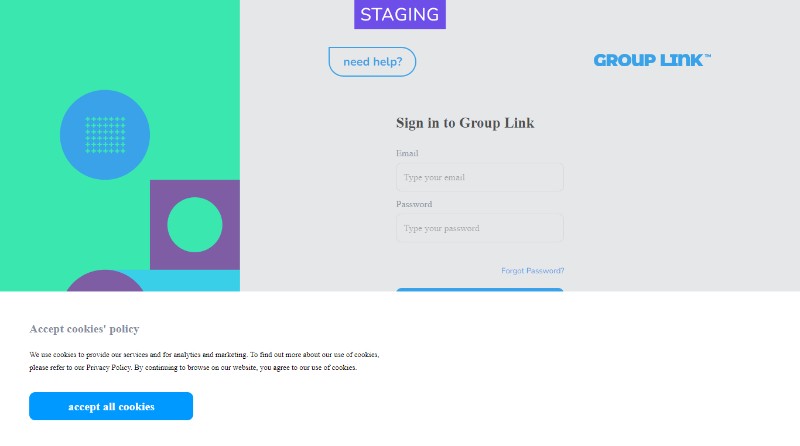 STAGING
need help?
GROUP LINK™
Sign in to Group Link
Email
Type your email
Password
Type your password
Forgot Password?
Accept cookies' policy
We use cookies to provide our services and for analytics and marketing. To find out more about our use of cookies,
please refer to our Privacy Policy. By continuing to browse on our website, you agree to our use of cookies.
accept all cookies